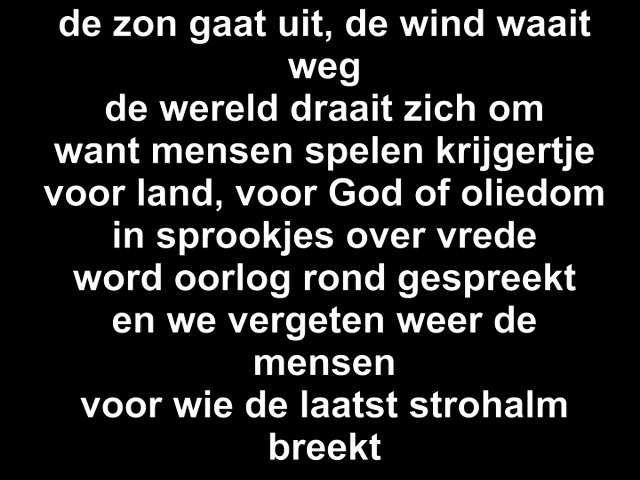 de zon gaat uit, de wind waait
weg
de wereld draait zich om
want mensen spelen krijgertje
voor land, voor God of oliedom
in sprookjes over vrede
word oorlog rond gespreekt
en we vergeten weer de
mensen
voor wie de laatst strohalm
breekt